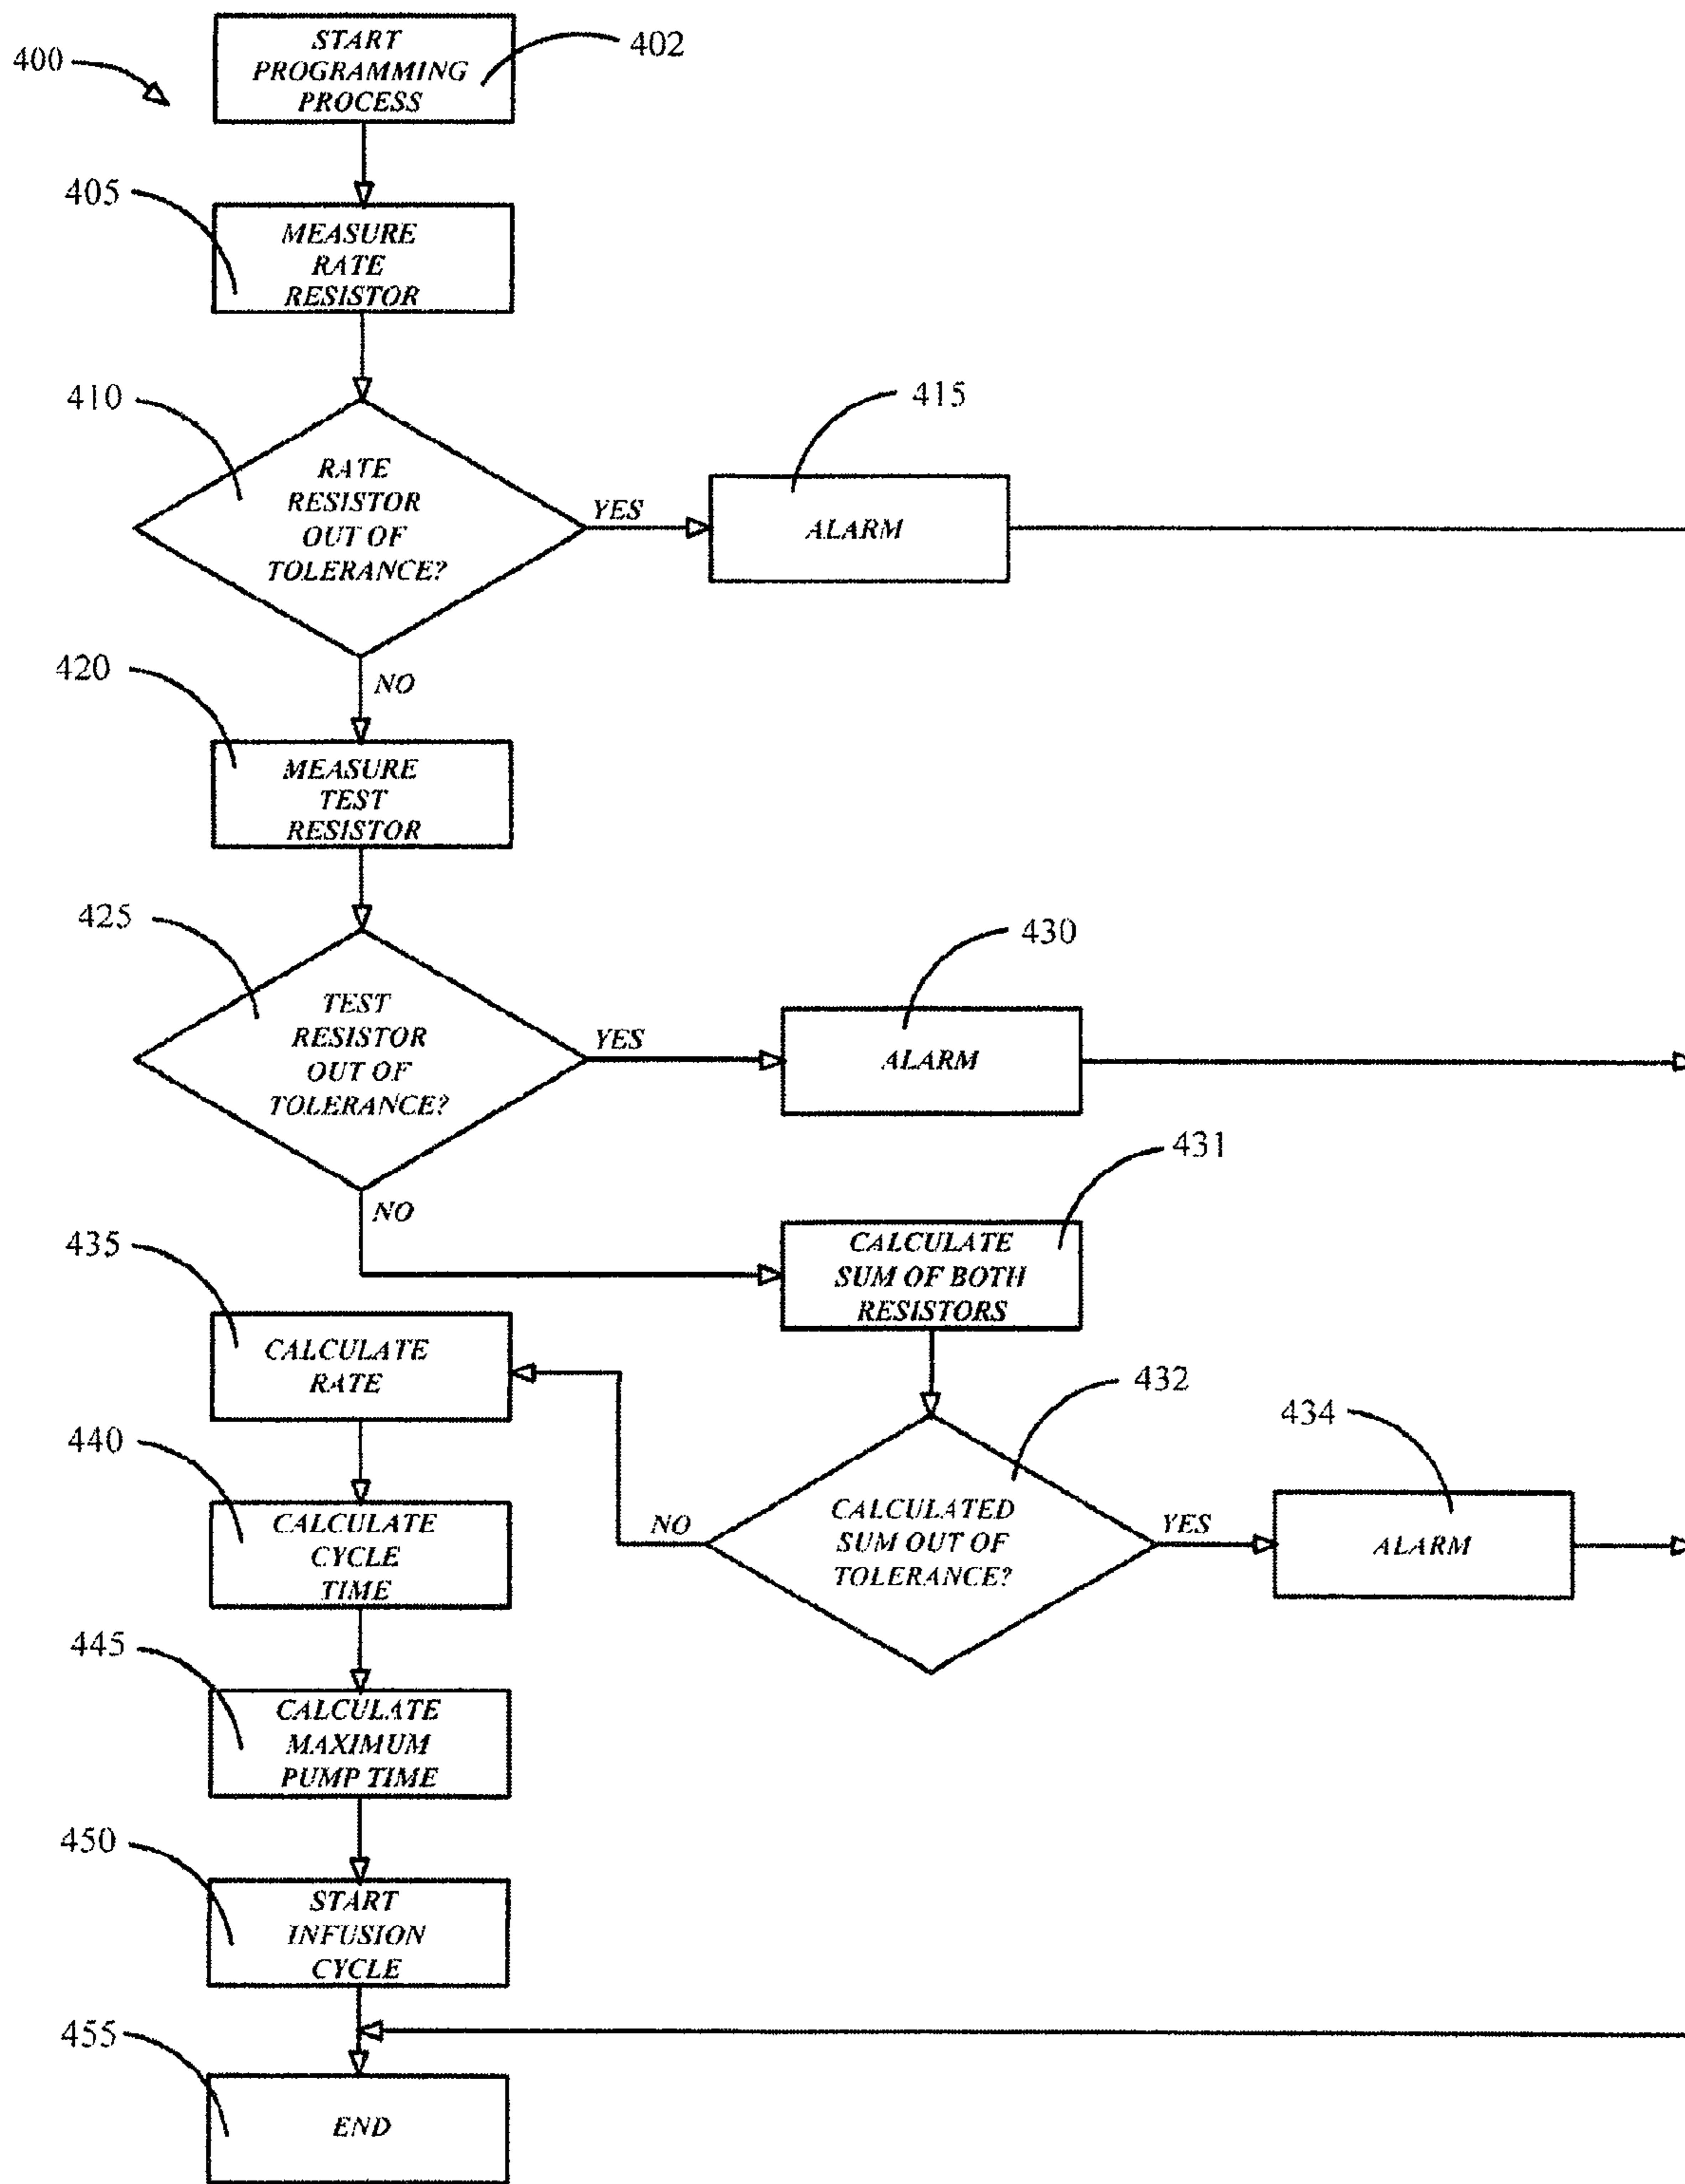 START
PROGRAMMING
PROCESS
402
400
405
MEASURE
RATE
RESISTOR
410
RATE
RESISTOR
OUT OF
TOLERANCE?
YES
415
ALARM
NO
420
MEASURE
TEST
RESISTOR
425
TEST
RESISTOR
OUT OF
TOLERANCE?
YES
430
ALARM
NO
431
CALCULATE
SUM OF BOTH
RESISTORS
432
CALCULATED
SUM OUT OF
TOLERANCE?
YES
434
ALARM
NO
435
CALCULATE
RATE
440
CALCULATE
CYCLE
TIME
445
CALCULATE
MAXIMUM
PUMP TIME
450
START
INFUSION
CYCLE
455
END